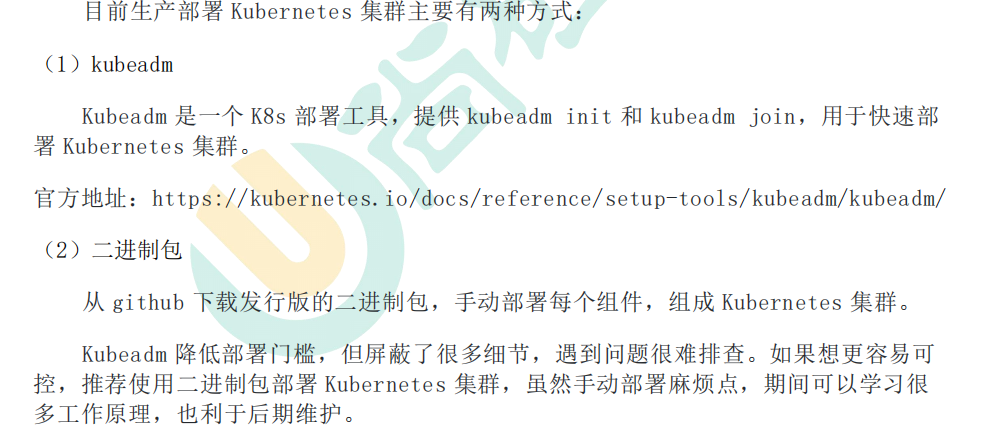 目前生产部署 Kubernetes 集群主要有两种方式：
（1）kubeadm
Kubeadm 是一个 K8s 部署工具，提供 kubeadm init 和 kubeadm join，用于快速部
署 Kubernetes 集群。
官方地址：https://kubernetes.io/docs/reference/setup-tools/kubeadm/kubeadm/
（2）二进制包
从 github 下载发行版的二进制包，手动部署每个组件，组成 Kubernetes 集群。
Kubeadm 降低部署门槛，但屏蔽了很多细节，遇到问题很难排查。如果想更容易可
控，推荐使用二进制包部署 Kubernetes 集群，虽然手动部署麻烦点，期间可以学习很
多工作原理，也利于后期维护。